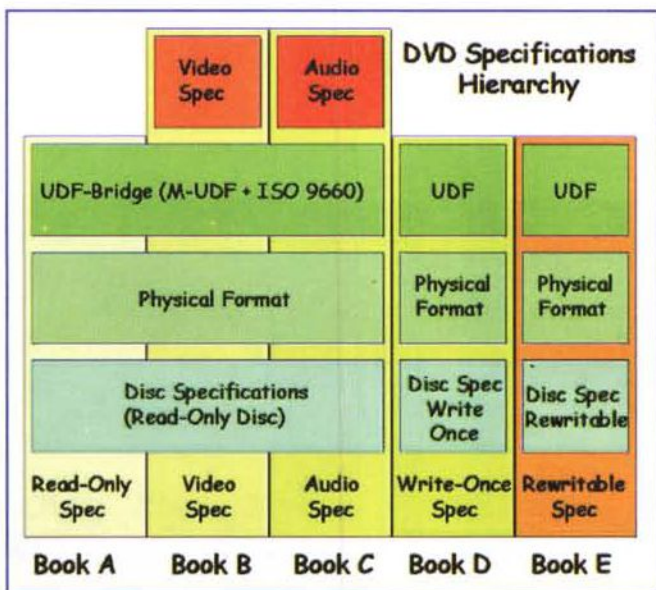 DVD Specifications
Hierarchy
Video
Spec
Audio
Spec
UDF-Bridge (M-UDF + ISO 9660)
UDF
UDF
Physical Format
Physical
Format
Physical
Format
Disc Specifications
(Read-Only Disc)
Disc Spec
Write
Once
Disc Spec
Rewritable
Read-Only
Spec
Video
Spec
Audio
Spec
Write-Once
Spec
Rewritable
Spec
Book A
Book B
Book C
Book D
Book E